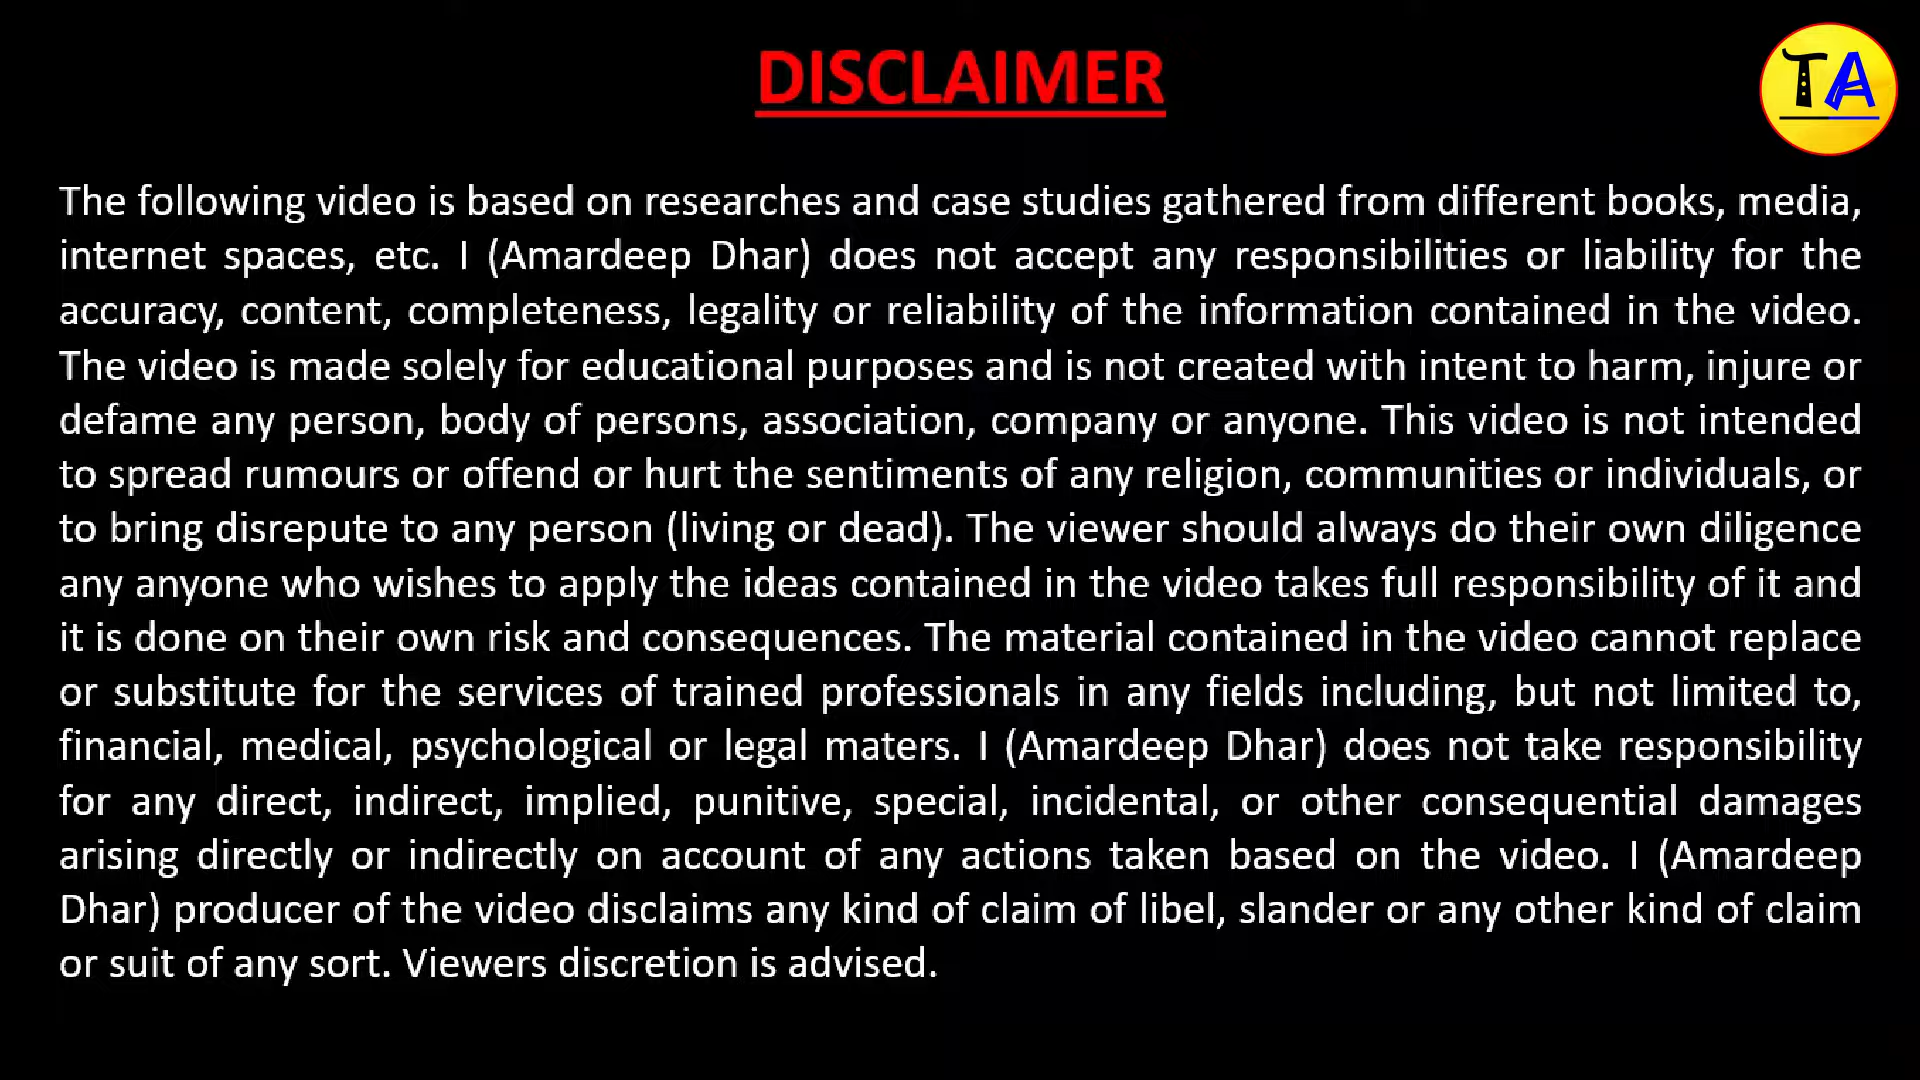 DISCLAIMER
TA
The following video is based on researches and case studies gathered from different books, media,
internet spaces, etc. I (Amardeep Dhar) does not accept any responsibilities or liability for the
accuracy, content, completeness, legality or reliability of the information contained in the video.
The video is made solely for educational purposes and is not created with intent to harm, injure or
defame any person, body of persons, association, company or anyone. This video is not intended
to spread rumours or offend or hurt the sentiments of any religion, communities or individuals, or
to bring disrepute to any person (living or dead). The viewer should always do their own diligence
any anyone who wishes to apply the ideas contained in the video takes full responsibility of it and
it is done on their own risk and consequences. The material contained in the video cannot replace
or substitute for the services of trained professionals in any fields including, but not limited to,
financial, medical, psychological or legal maters. I (Amardeep Dhar) does not take responsibility
for any direct, indirect, implied, punitive, special, incidental, or other consequential damages
arising directly or indirectly on account of any actions taken based on the video. I (Amardeep
Dhar) producer of the video disclaims any kind of claim of libel, slander or any other kind of claim
or suit of any sort. Viewers discretion is advised.